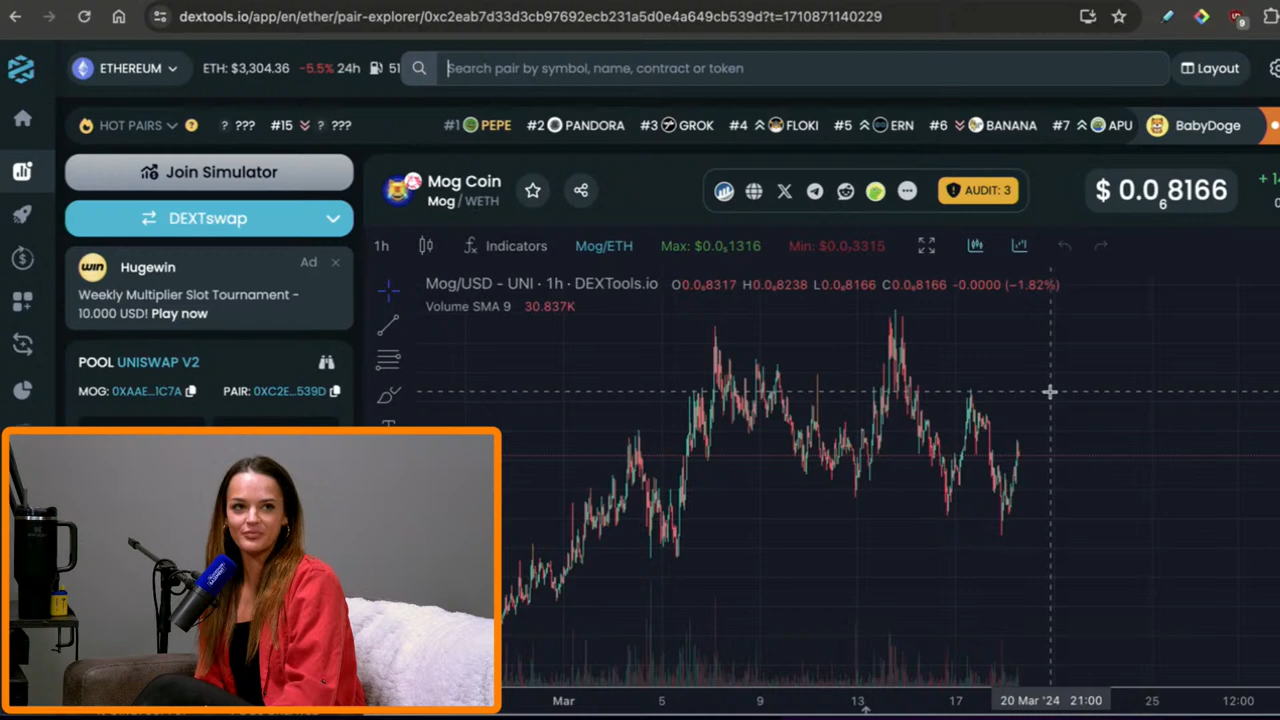 dextools.io/app/en/ether/pair-explorer/0xc2eab7d33d3cb97692ecb231a5d0e4a649cb539d?t=1710871140229
9
ETHEREUM ETH: $3,304.36 -5.5% 24h 51 Search pair by symbol, name, contract or token Layout
HOT PAIRS ? ? ??? #15 ? ??? #1 PEPE #2 PANDORA #3 GROK #4 FLOKI #5 ERN #6 BANANA #7 APU BabyDoge
Join Simulator
Mog Coin
Mog / WETH
AUDIT: 3
$ 0.0₆8166
DEXTswap
1h Indicators Mog/ETH Max: $0.0₅1316 Min: $0.0₇3315
WIN Hugewin Ad
Weekly Multiplier Slot Tournament -
10.000 USD! Play now
Mog/USD - UNI · 1h · DEXTools.io O0.0₆8317 H0.0₆8238 L0.0₆8166 C0.0₆8166 -0.0000 (-1.82%)
Volume SMA 9 30.837K
POOL UNISWAP V2
MOG: 0XAAE...1C7A PAIR: 0XC2E...539D
Mar 5 9 13 17 20 Mar '24 21:00 25 12:00